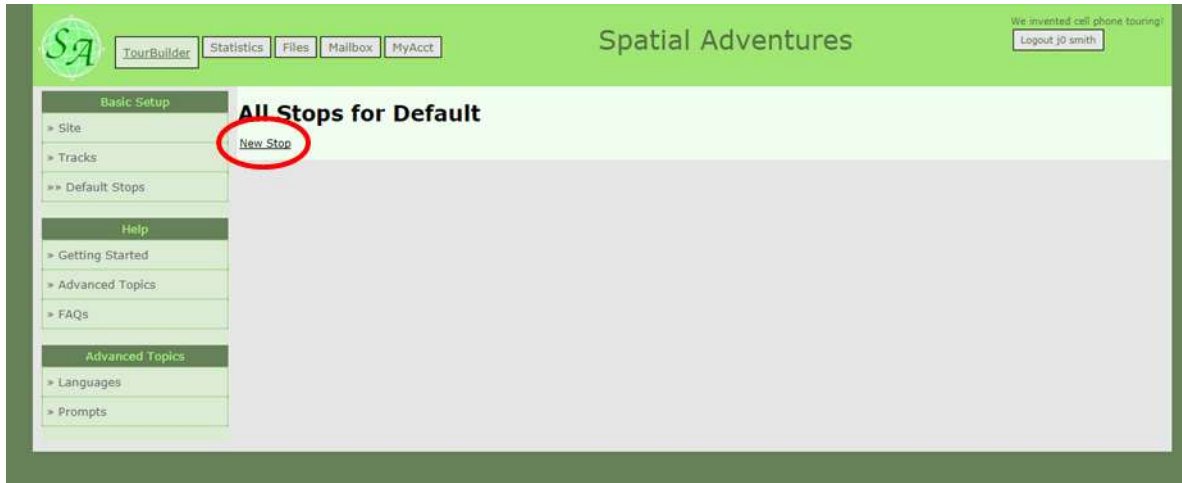 We invented cell phone touring!
SA
TourBuilder Statistics Files Mailbox MyAcct
Spatial Adventures
Logout j0 smith
Basic Setup
» Site
» Tracks
»» Default Stops
All Stops for Default
New Stop
Help
» Getting Started
» Advanced Topics
» FAQs
Advanced Topics
» Languages
» Prompts